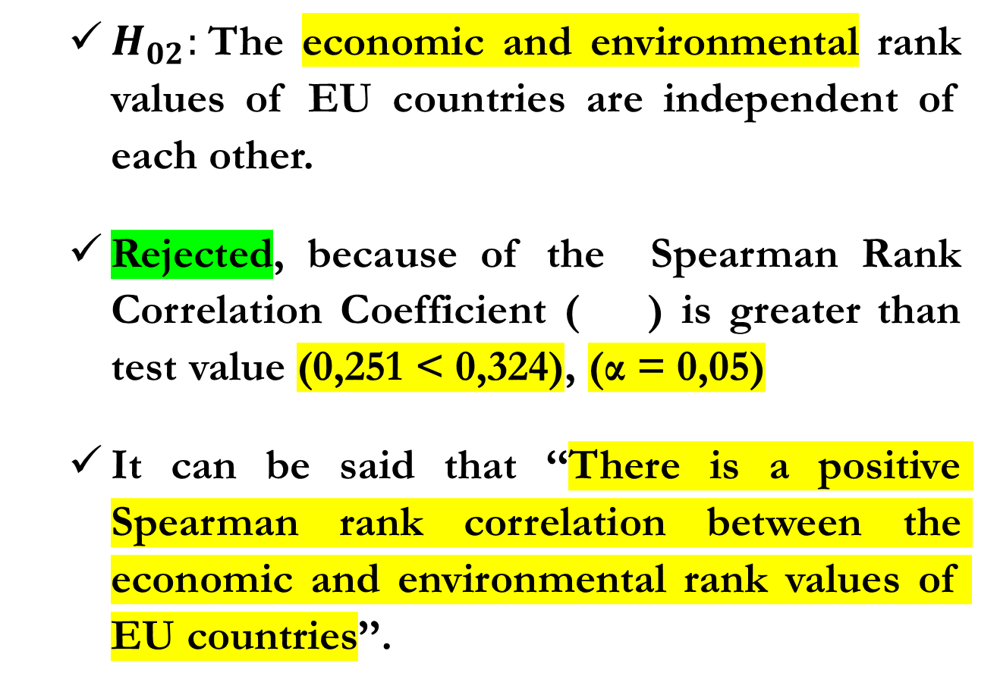 ✓ H₀₂: The economic and environmental rank
values of EU countries are independent of
each other.
✓ Rejected, because of the Spearman Rank
Correlation Coefficient ( ) is greater than
test value (0,251 < 0,324), (α = 0,05)
✓ It can be said that “There is a positive
Spearman rank correlation between the
economic and environmental rank values of
EU countries”.